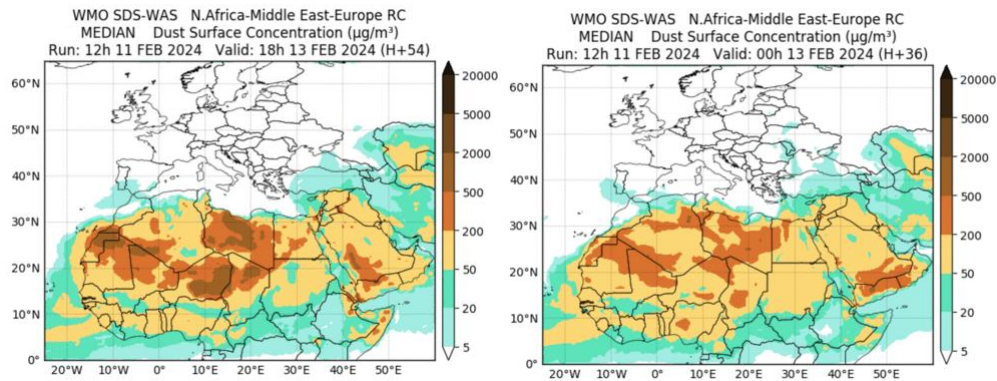 WMO SDS-WAS N.Africa-Middle East-Europe RC
MEDIAN Dust Surface Concentration (µg/m³)
Run: 12h 11 FEB 2024 Valid: 18h 13 FEB 2024 (H+54)
60°N
50°N
40°N
30°N
20°N
10°N
0°
20°W
10°W
0°
10°E
20°E
30°E
40°E
50°E
20000
5000
2000
500
200
50
20
5
WMO SDS-WAS N.Africa-Middle East-Europe RC
MEDIAN Dust Surface Concentration (µg/m³)
Run: 12h 11 FEB 2024 Valid: 00h 13 FEB 2024 (H+36)
60°N
50°N
40°N
30°N
20°N
10°N
0°
20°W
10°W
0°
10°E
20°E
30°E
40°E
50°E
20000
5000
2000
500
200
50
20
5